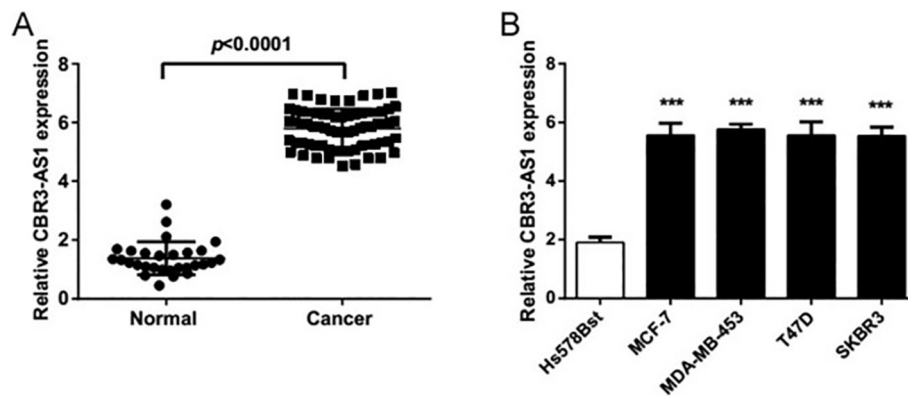 A
p<0.0001
Relative CBR3-AS1 expression
8
6
4
2
0
Normal
Cancer
B
Relative CBR3-AS1 expression
8
6
4
2
0
***
***
***
***
Hs578Bst
MCF-7
MDA-MB-453
T47D
SKBR3